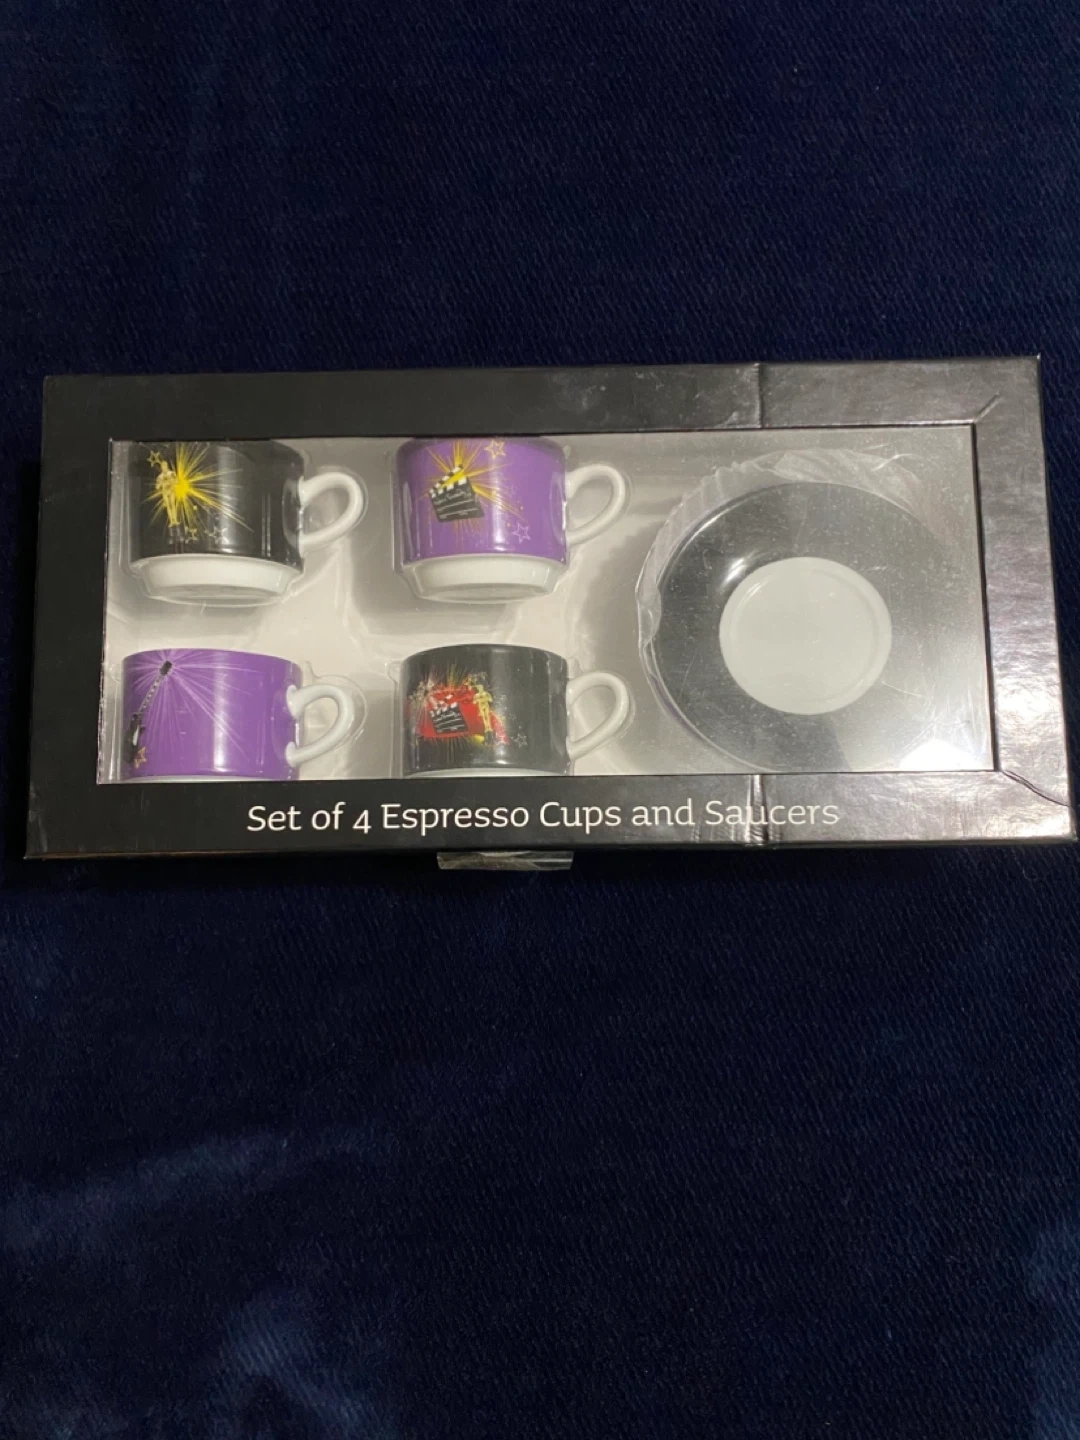 Set of 4 Espresso Cups and Saucers